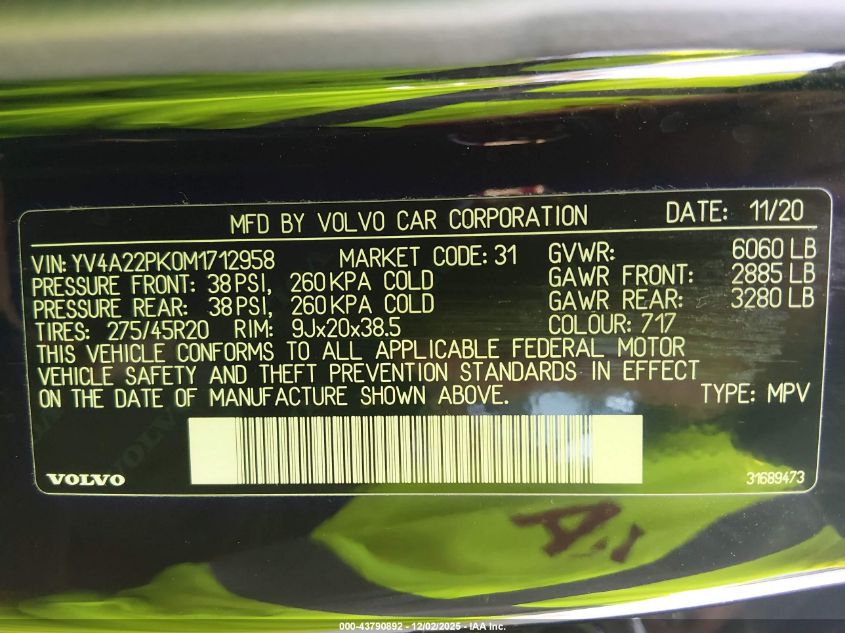 MFD BY VOLVO CAR CORPORATION DATE: 11/20
VIN: YV4A22PK0M1712958 MARKET CODE: 31 GVWR: 6060 LB
PRESSURE FRONT: 38 PSI, 260 KPA COLD GAWR FRONT: 2885 LB
PRESSURE REAR: 38 PSI, 260 KPA COLD GAWR REAR: 3280 LB
TIRES: 275/45R20 RIM: 9Jx20x38.5 COLOUR: 717
THIS VEHICLE CONFORMS TO ALL APPLICABLE FEDERAL MOTOR
VEHICLE SAFETY AND THEFT PREVENTION STANDARDS IN EFFECT
ON THE DATE OF MANUFACTURE SHOWN ABOVE. TYPE: MPV
VOLVO 31689473
000-43790892 - 12/02/2025 - IAA Inc.